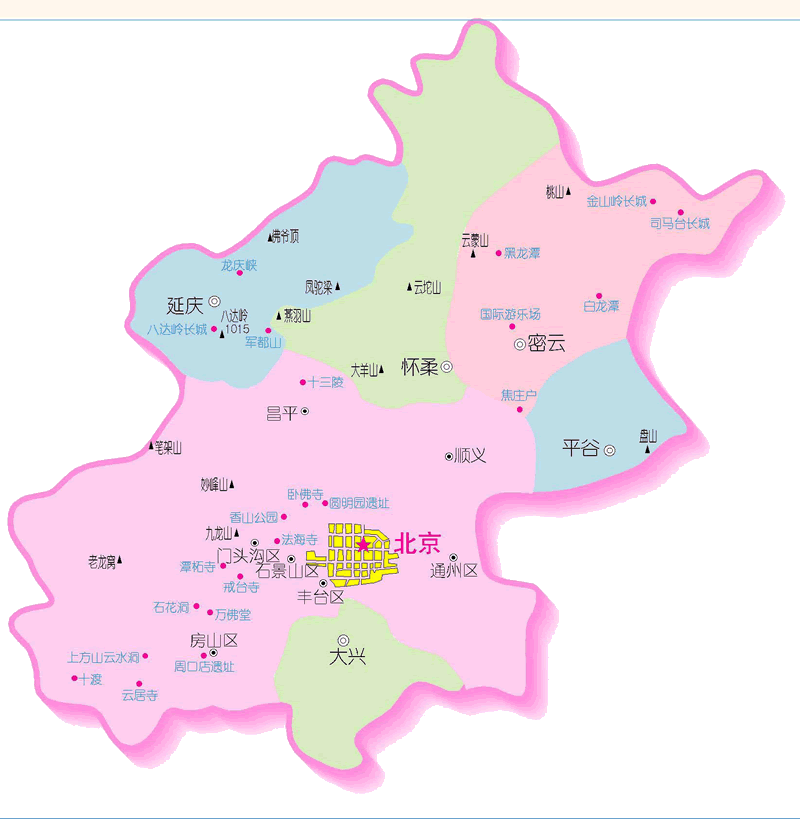 桃山
金山岭长城
司马台长城
佛爷顶
云蒙山
黑龙潭
龙庆峡
凤驼梁
云坨山
白龙潭
延庆
八达岭
1015
燕羽山
国际游乐场
八达岭长城
军都山
密云
大羊山
怀柔
十三陵
焦庄户
昌平
盘山
平谷
笔架山
顺义
妙峰山
卧佛寺
圆明园遗址
香山公园
九龙山
法海寺
北京
门头沟区
老龙窝
潭柘寺
石景山区
通州区
戒台寺
丰台区
石花洞
万佛堂
房山区
上方山云水洞
周口店遗址
大兴
十渡
云居寺